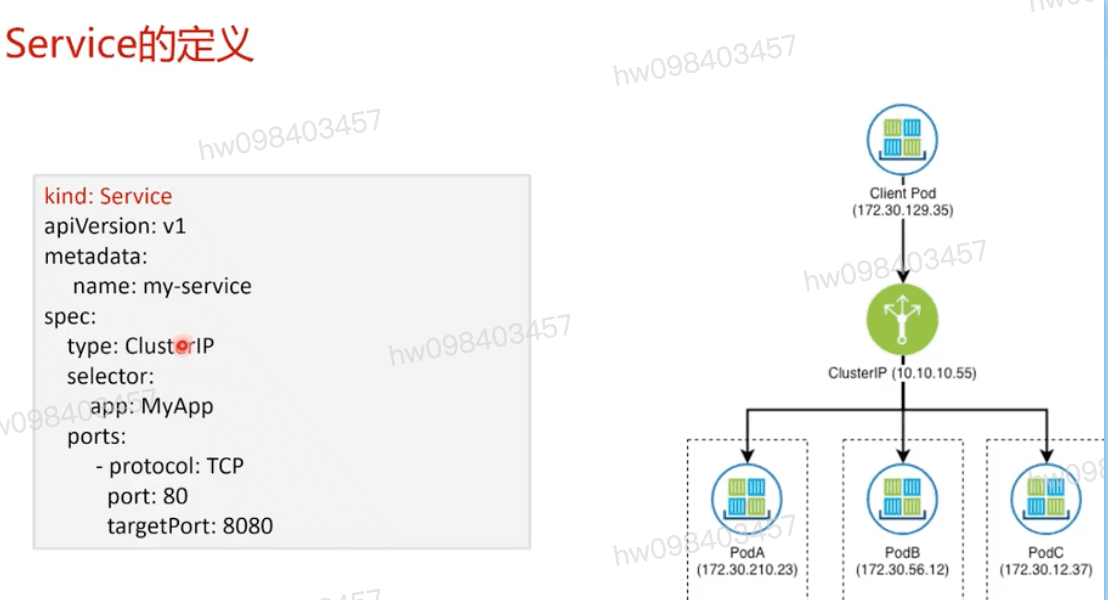 Service的定义
hw098403457
hw098403457
kind: Service
apiVersion: v1
metadata:
name: my-service
spec:
type: ClusterIP
selector:
app: MyApp
ports:
- protocol: TCP
port: 80
targetPort: 8080
hw098403457
Client Pod
(172.30.129.35)
hw098403457
ClusterIP (10.10.10.55)
PodA
(172.30.210.23)
PodB
(172.30.56.12)
PodC
(172.30.12.37)
hw098403457